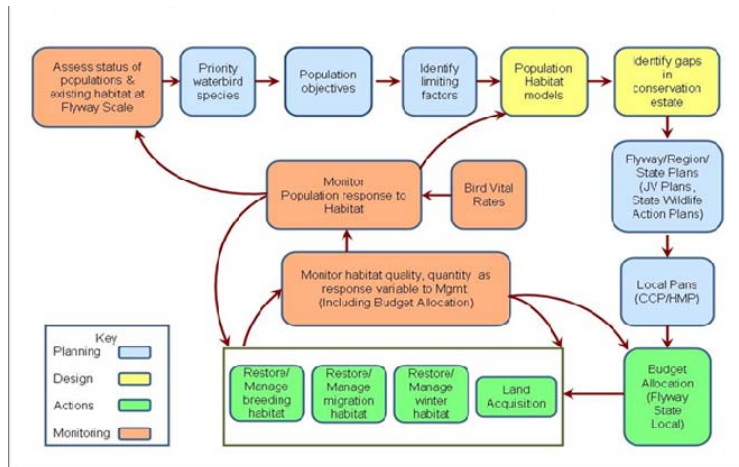 Assess status of
populations &
existing habitat at
Flyway Scale
Priority
waterbird
species
Population
objectives
Identify
limiting
factors
Population
Habitat
models
Identify gaps
in
conservation
estate
Monitor
Population response to
Habitat
Bird Vital
Rates
Flyway/Region/
State Plans
(JV Plans,
State Wildlife
Action Plans)
Monitor habitat quality, quantity as
response variable to Mgmt.
(Including Budget Allocation)
Local Pans
(CCP/HMP)
Key
Planning
Design
Actions
Monitoring
Restore/
Manage
breeding
habitat
Restore/
Manage
migration
habitat
Restore/
Manage
winter
habitat
Land
Acquisition
Budget
Allocation
(Flyway
State
Local)